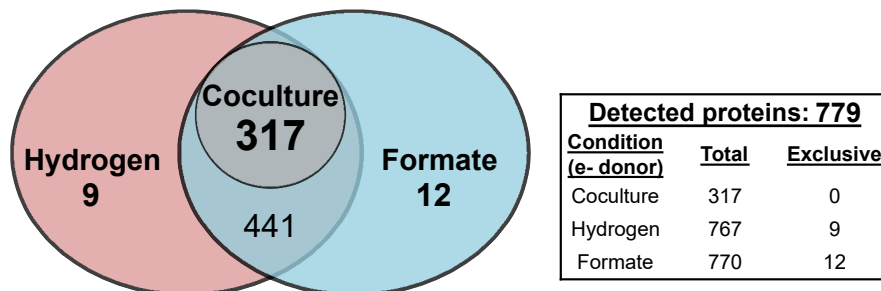 Coculture
317
Hydrogen
9
Formate
12
441
Detected proteins: 779
Condition (e- donor) Total Exclusive
Coculture 317 0
Hydrogen 767 9
Formate 770 12